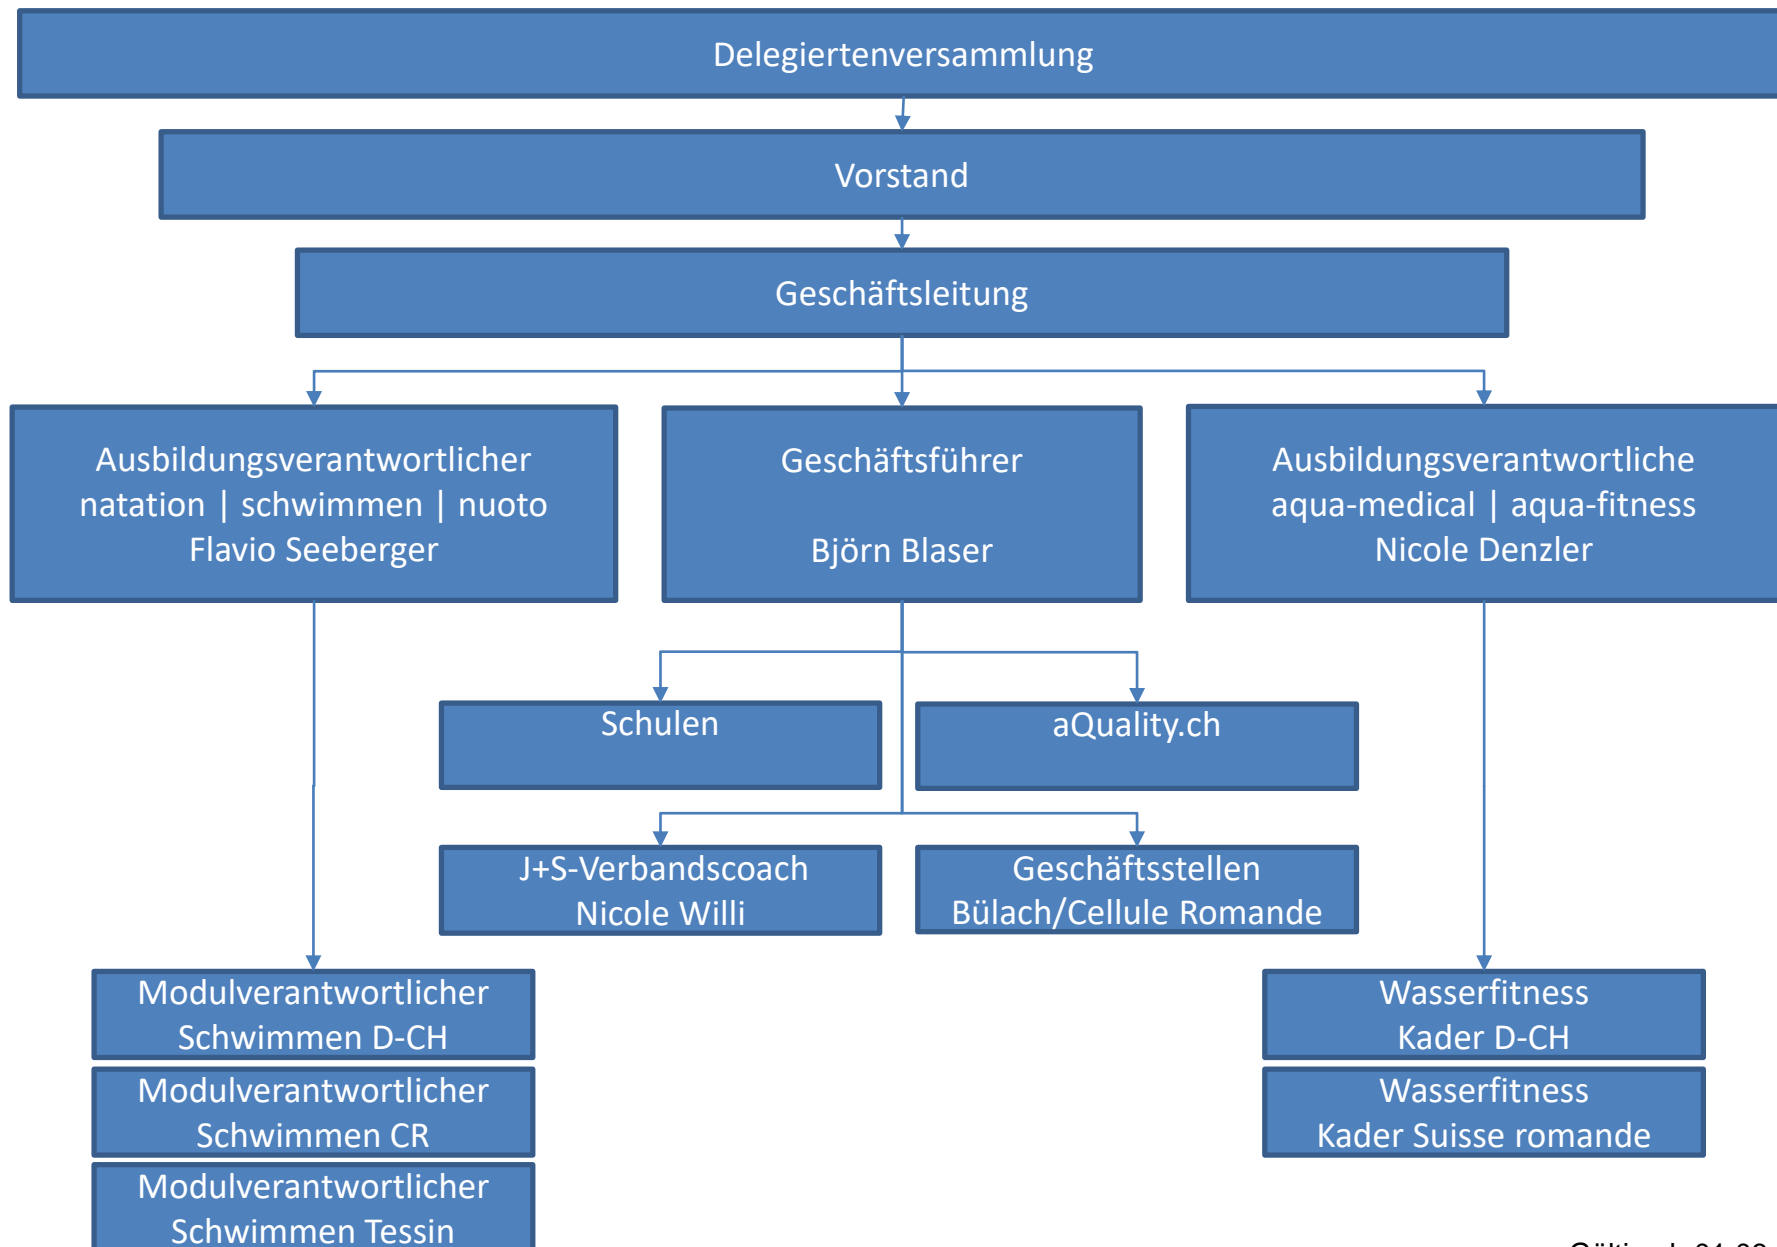 Delegiertenversammlung
Vorstand
Geschäftsleitung
Ausbildungsverantwortlicher
natation | schwimmen | nuoto
Flavio Seeberger
Geschäftsführer
Björn Blaser
Ausbildungsverantwortliche
aqua-medical | aqua-fitness
Nicole Denzler
Schulen
aQuality.ch
J+S-Verbandscoach
Nicole Willi
Geschäftsstellen
Bülach/Cellule Romande
Modulverantwortlicher
Schwimmen D-CH
Modulverantwortlicher
Schwimmen CR
Modulverantwortlicher
Schwimmen Tessin
Wasserfitness
Kader D-CH
Wasserfitness
Kader Suisse romande